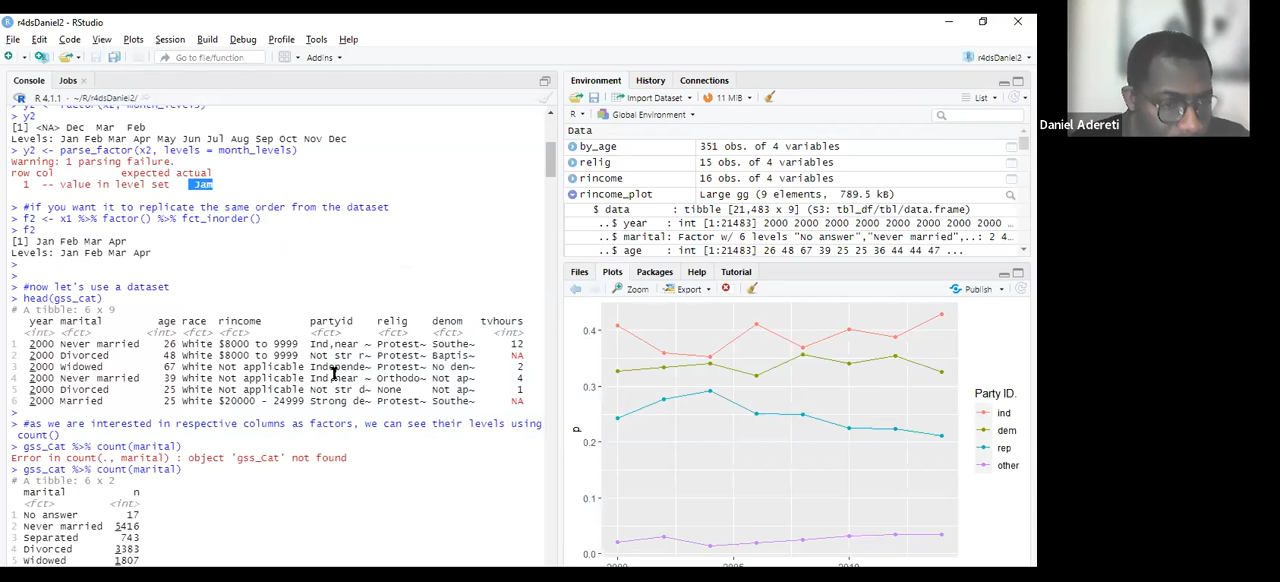 r4dsDaniel2 - RStudio
File Edit Code View Plots Session Build Debug Profile Tools Help
Go to file/function Addins r4dsDaniel2
Console Jobs
R 4.1.1 · ~/R/r4dsDaniel2/
> y2 <- factor(x2, month_levels)
> y2
[1] <NA> Dec Mar Feb
Levels: Jan Feb Mar Apr May Jun Jul Aug Sep Oct Nov Dec
> y2 <- parse_factor(x2, levels = month_levels)
Warning: 1 parsing failure.
row col expected actual
1 -- value in level set Jam
> #if you want it to replicate the same order from the dataset
> f2 <- x1 %>% factor() %>% fct_inorder()
> f2
[1] Jan Feb Mar Apr
Levels: Jan Feb Mar Apr
>
>
> #now let's use a dataset
> head(gss_cat)
# A tibble: 6 x 9
year marital age race rincome partyid relig denom tvhours
<int> <fct> <int> <fct> <fct> <fct> <fct> <fct> <int>
1 2000 Never married 26 White $8000 to 9999 Ind,near ~ Protest~ Southe~ 12
2 2000 Divorced 48 White $8000 to 9999 Not str r~ Protest~ Baptis~ NA
3 2000 Widowed 67 White Not applicable Independe~ Protest~ No den~ 2
4 2000 Never married 39 White Not applicable Ind,near ~ Orthodo~ Not ap~ 4
5 2000 Divorced 25 White Not applicable Not str d~ None Not ap~ 1
6 2000 Married 25 White $20000 - 24999 Strong de~ Protest~ Southe~ NA
>
> #as we are interested in respective columns as factors, we can see their levels using
count()
> gss_Cat %>% count(marital)
Error in count(., marital) : object 'gss_Cat' not found
> gss_cat %>% count(marital)
# A tibble: 6 x 2
marital n
<fct> <int>
1 No answer 17
2 Never married 5416
3 Separated 743
4 Divorced 3383
5 Widowed 1807
Environment History Connections
Import Dataset 11 MiB List
R Global Environment
Data
by_age 351 obs. of 4 variables
relig 15 obs. of 4 variables
rincome 16 obs. of 4 variables
rincome_plot Large gg (9 elements, 789.5 kB)
$ data : tibble [21,483 x 9] (S3: tbl_df/tbl/data.frame)
..$ year : int [1:21483] 2000 2000 2000 2000 2000 2000 2000 ...
..$ marital: Factor w/ 6 levels "No answer","Never married",..: 2 4...
..$ age : int [1:21483] 26 48 67 39 25 25 36 44 44 47 ...
Files Plots Packages Help Tutorial
Zoom Export Publish
0.4
0.3
0.2
0.1
0.0
p
2000 2005 2010
Party ID.
ind
dem
rep
other
Daniel Adereti